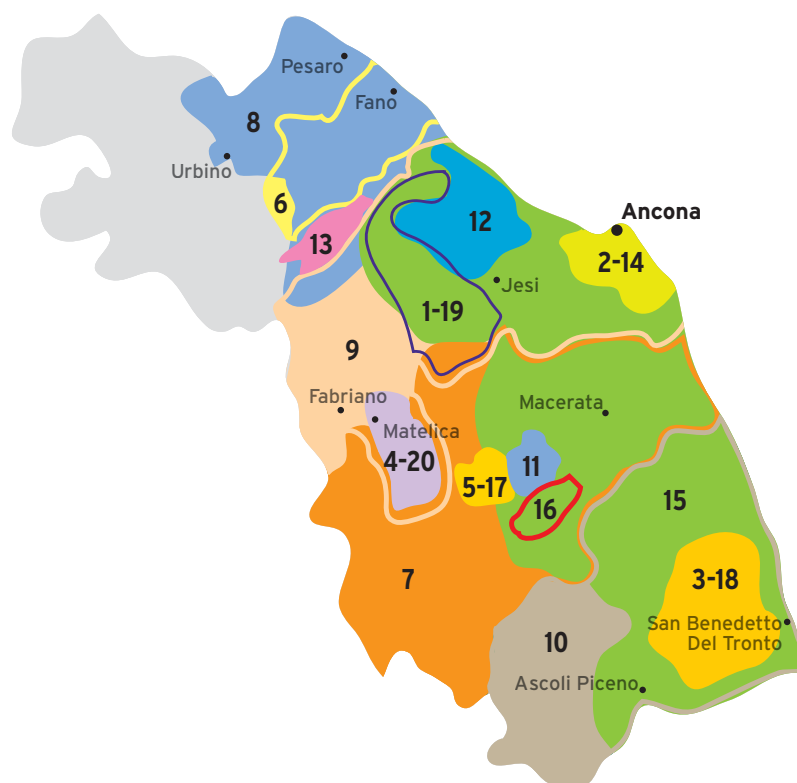 Pesaro
Fano
8
Urbino
6
Ancona
12
13
2-14
Jesi
1-19
9
Fabriano
Macerata
Matelica
4-20
11
5-17
16
15
7
3-18
San Benedetto
Del Tronto
10
Ascoli Piceno